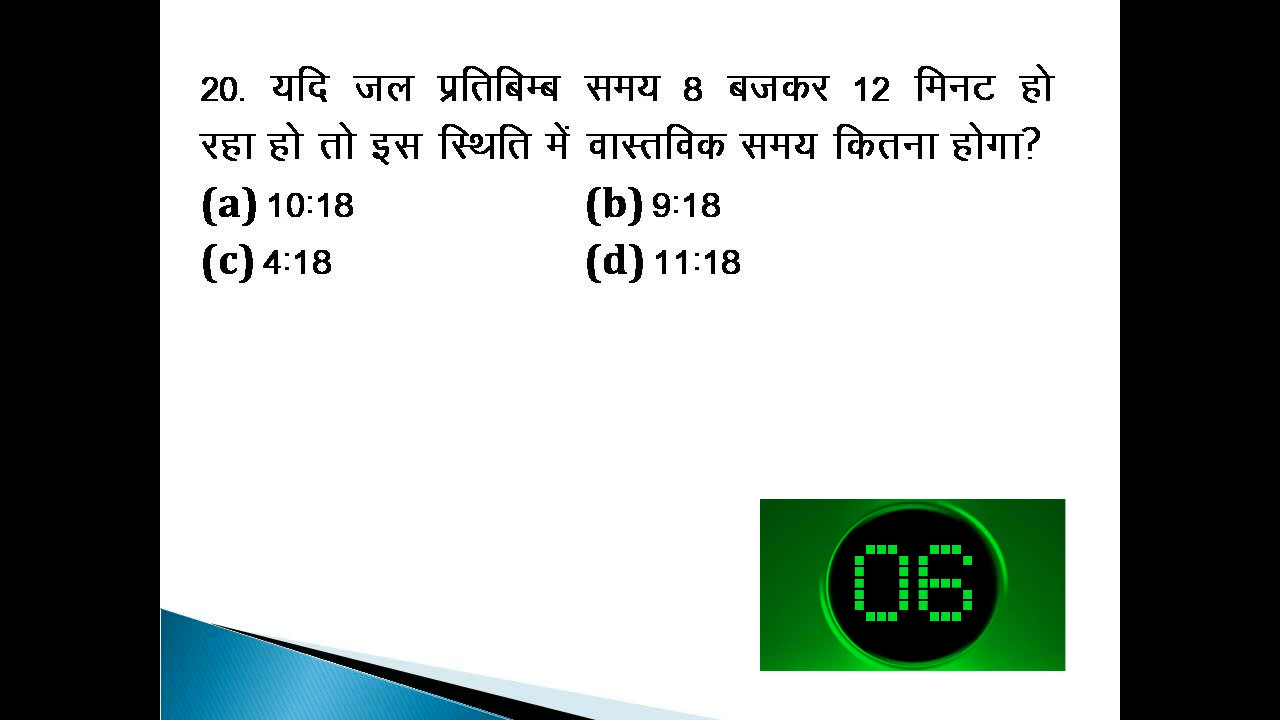 20. यदि जल प्रतिबिम्ब समय 8 बजकर 12 मिनट हो
रहा हो तो इस स्थिति में वास्तविक समय कितना होगा?
(a) 10:18 (b) 9:18
(c) 4:18 (d) 11:18
06